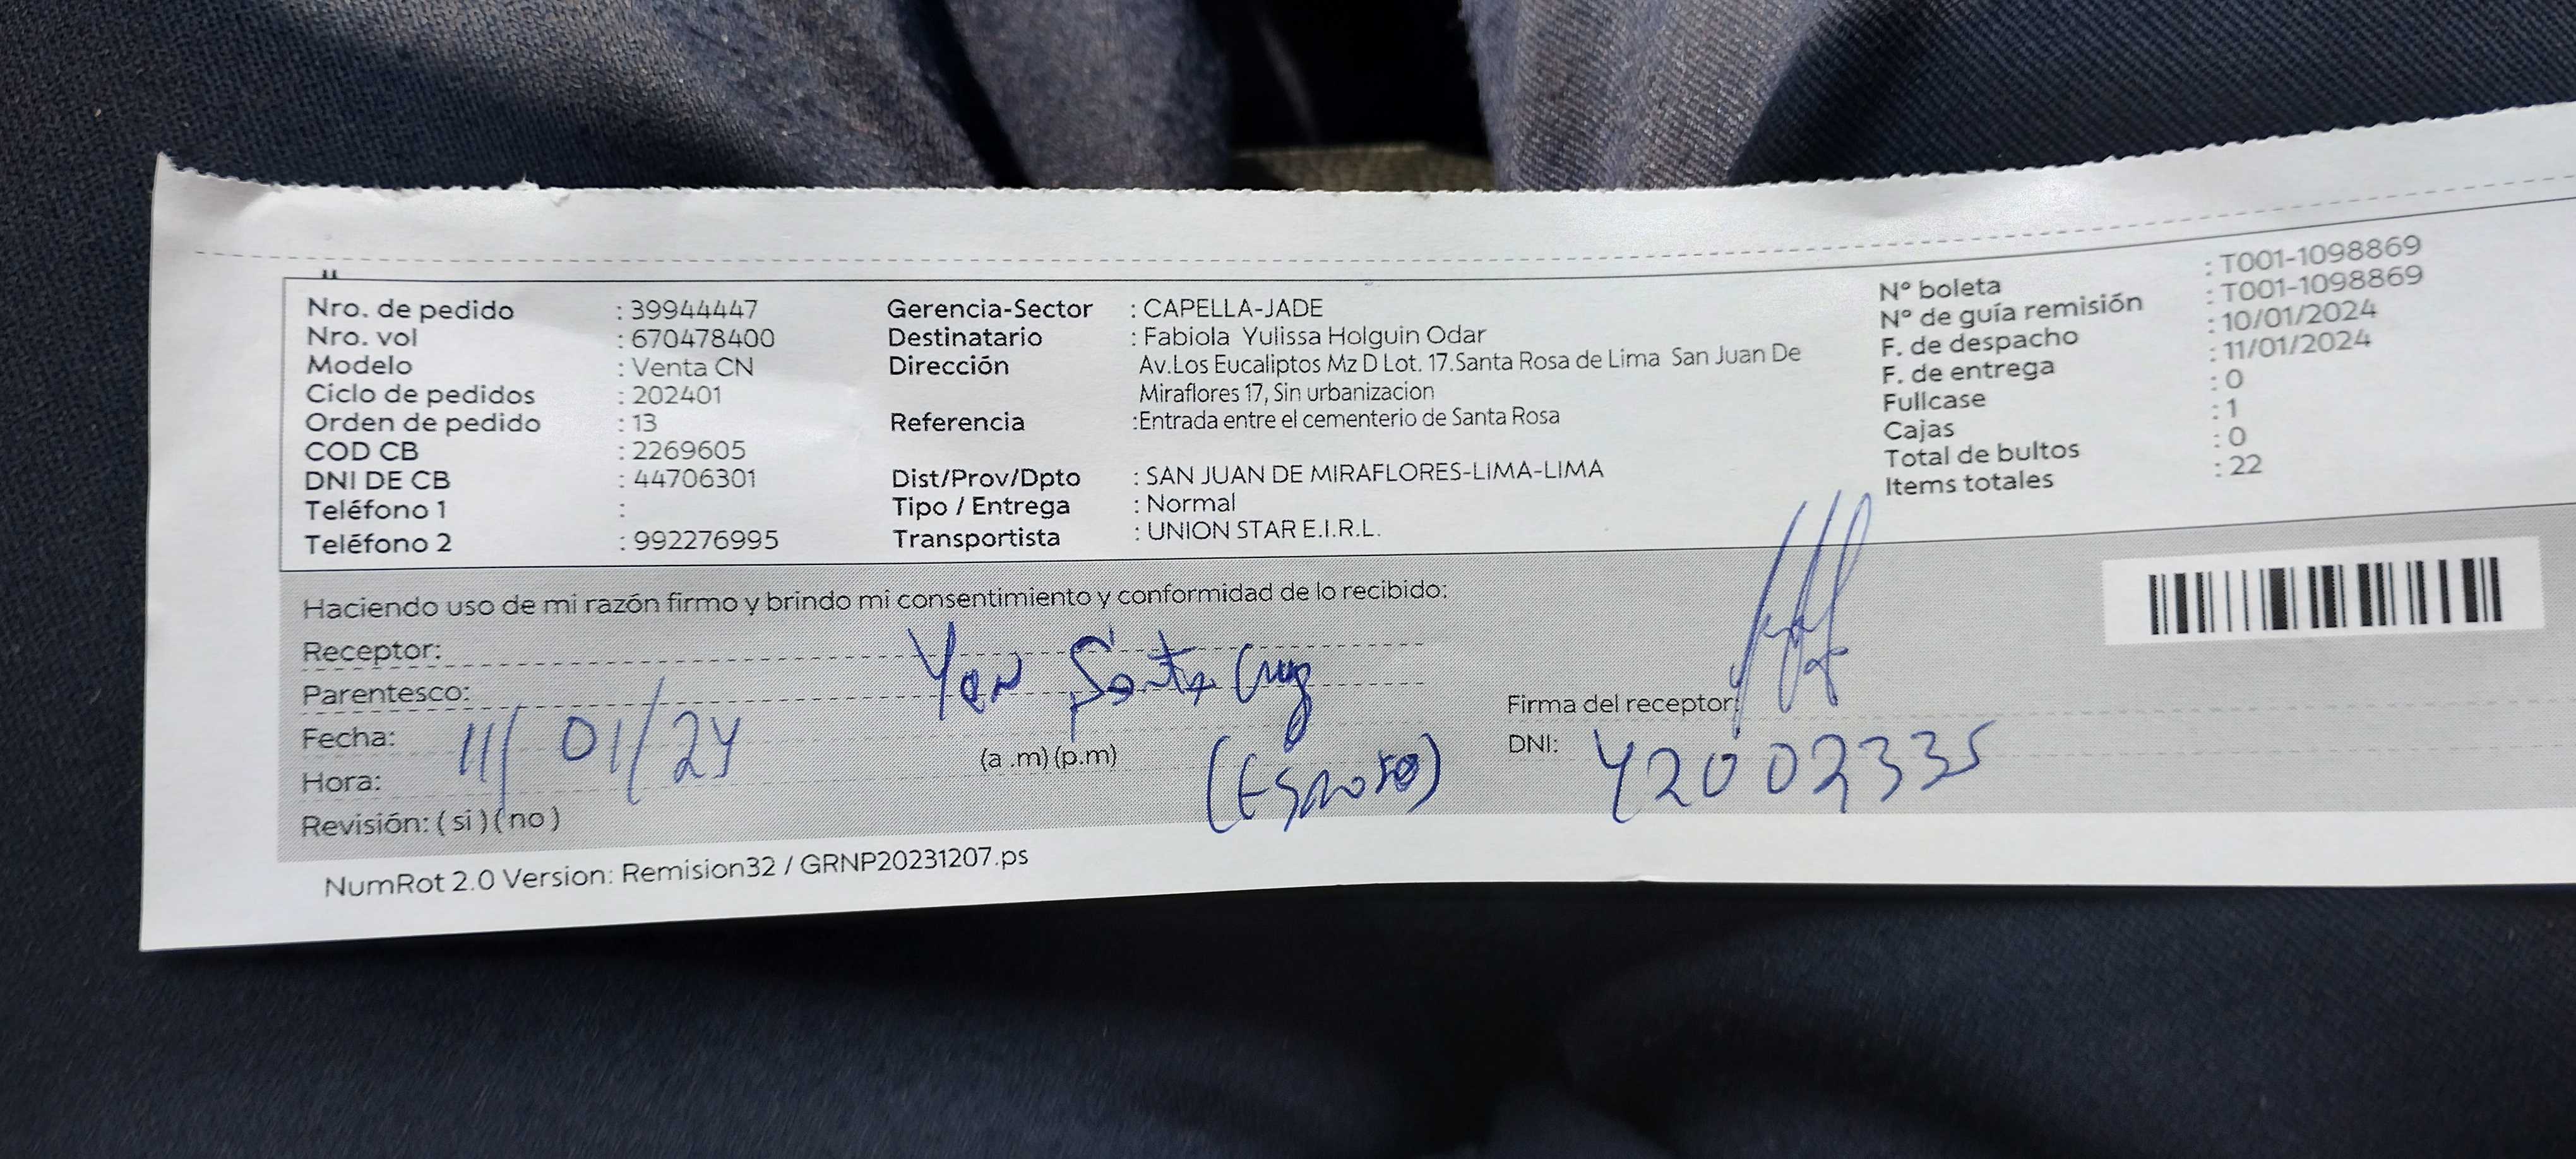 Nro. de pedido : 39944447
Nro. vol : 670478400
Modelo : Venta CN
Ciclo de pedidos : 202401
Orden de pedido : 13
COD CB : 2269605
DNI DE CB : 44706301
Teléfono 1 :
Teléfono 2 : 992276995
Gerencia-Sector : CAPELLA-JADE
Destinatario : Fabiola Yulissa Holguin Odar
Dirección Av.Los Eucaliptos Mz D Lot. 17.Santa Rosa de Lima San Juan De
Miraflores 17, Sin urbanizacion
Referencia :Entrada entre el cementerio de Santa Rosa
Dist/Prov/Dpto : SAN JUAN DE MIRAFLORES-LIMA-LIMA
Tipo / Entrega : Normal
Transportista : UNION STAR E.I.R.L.
N° boleta : T001-1098869
N° de guía remisión : T001-1098869
F. de despacho : 10/01/2024
F. de entrega : 11/01/2024
Fullcase : 0
Cajas : 1
Total de bultos : 0
Items totales : 22
Haciendo uso de mi razón firmo y brindo mi consentimiento y conformidad de lo recibido:
Receptor: Yan Santa Cruz
Parentesco: (Esposo)
Fecha: 11/01/24
Hora: (a .m) (p.m)
Revisión: ( si ) ( no )
Firma del receptor:
DNI: 42002335
NumRot 2.0 Version: Remision32 / GRNP20231207.ps